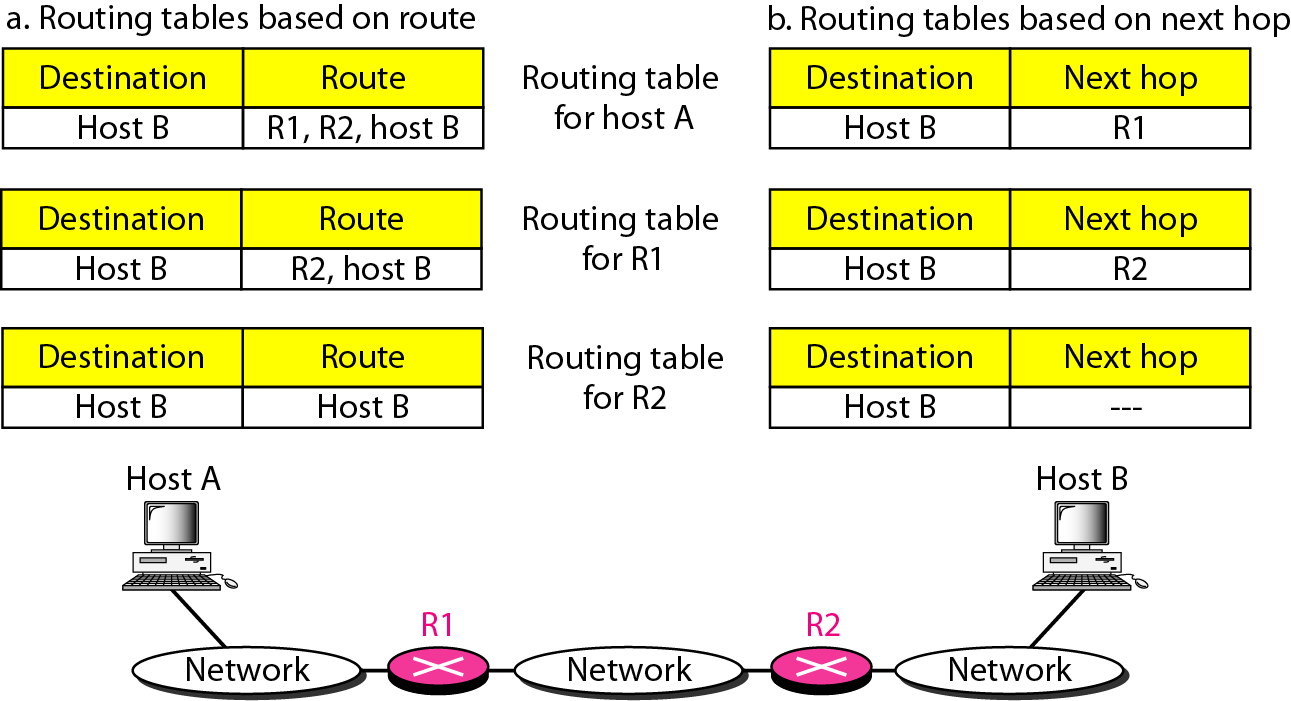 a. Routing tables based on route
b. Routing tables based on next hop
Destination Route
Host B R1, R2, host B
Routing table
for host A
Destination Next hop
Host B R1
Destination Route
Host B R2, host B
Routing table
for R1
Destination Next hop
Host B R2
Destination Route
Host B Host B
Routing table
for R2
Destination Next hop
Host B ---
Host A
Host B
R1
R2
Network
Network
Network